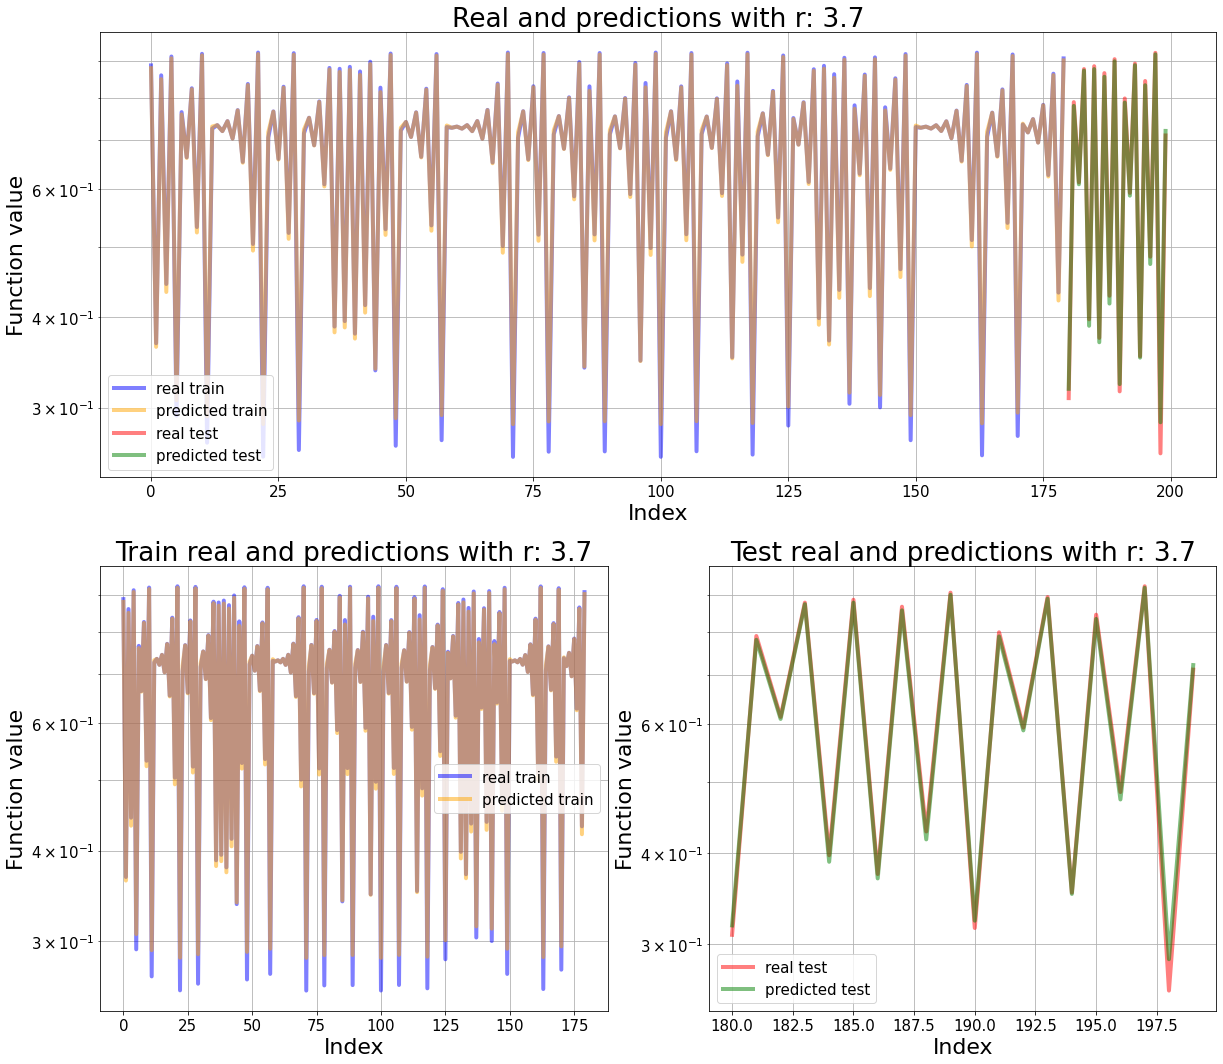 Real and predictions with r: 3.7
Function value
6 × 10⁻¹
4 × 10⁻¹
3 × 10⁻¹
real train
predicted train
real test
predicted test
0 25 50 75 100 125 150 175 200
Index
Train real and predictions with r: 3.7
Function value
6 × 10⁻¹
4 × 10⁻¹
3 × 10⁻¹
real train
predicted train
0 25 50 75 100 125 150 175
Index
Test real and predictions with r: 3.7
Function value
6 × 10⁻¹
4 × 10⁻¹
3 × 10⁻¹
real test
predicted test
180.0 182.5 185.0 187.5 190.0 192.5 195.0 197.5
Index